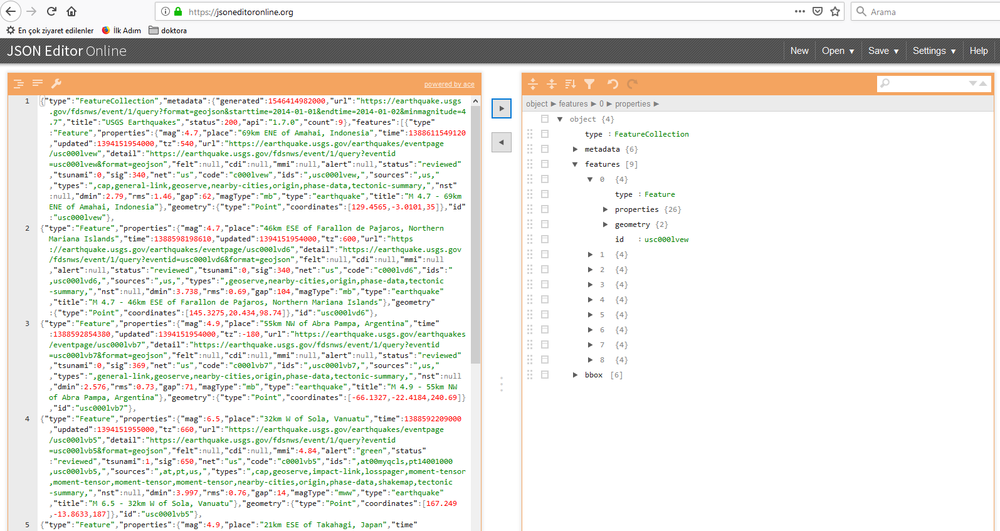 https://jsoneditoronline.org
Arama
En çok ziyaret edilenler
İlk Adım
doktora
JSON Editor Online
New
Open
Save
Settings
Help
powered by ace
1 {"type":"FeatureCollection","metadata":{"generated":1546414982000,"url":"https://earthquake.usgs
.gov/fdsnws/event/1/query?format=geojson&starttime=2014-01-01&endtime=2014-01-02&minmagnitude=4
.7","title":"USGS Earthquakes","status":200,"api":"1.7.0","count":9},"features":[{"type"
:"Feature","properties":{"mag":4.7,"place":"69km ENE of Amahai, Indonesia","time":1388611549120
,"updated":1394151954000,"tz":540,"url":"https://earthquake.usgs.gov/earthquakes/eventpage
/usc000lvew","detail":"https://earthquake.usgs.gov/fdsnws/event/1/query?eventid
=usc000lvew&format=geojson","felt":null,"cdi":null,"mmi":null,"alert":null,"status":"reviewed"
,"tsunami":0,"sig":340,"net":"us","code":"c000lvew","ids":",usc000lvew,","sources":",us,"
,"types":",cap,general-link,geoserve,nearby-cities,origin,phase-data,tectonic-summary,","nst"
:null,"dmin":2.79,"rms":1.46,"gap":62,"magType":"mb","type":"earthquake","title":"M 4.7 - 69km
ENE of Amahai, Indonesia"},"geometry":{"type":"Point","coordinates":[129.4565,-3.0101,35]},"id"
:"usc000lvew"},
2 {"type":"Feature","properties":{"mag":4.7,"place":"46km ESE of Farallon de Pajaros, Northern
Mariana Islands","time":1388598198610,"updated":1394151954000,"tz":600,"url":"https
://earthquake.usgs.gov/earthquakes/eventpage/usc000lvd6","detail":"https://earthquake.usgs.gov
/fdsnws/event/1/query?eventid=usc000lvd6&format=geojson","felt":null,"cdi":null,"mmi":null
,"alert":null,"status":"reviewed","tsunami":0,"sig":340,"net":"us","code":"c000lvd6","ids":"
,usc000lvd6,","sources":",us,","types":",geoserve,nearby-cities,origin,phase-data,tectonic
-summary,","nst":null,"dmin":3.738,"rms":0.69,"gap":104,"magType":"mb","type":"earthquake"
,"title":"M 4.7 - 46km ESE of Farallon de Pajaros, Northern Mariana Islands"},"geometry"
:{"type":"Point","coordinates":[145.3275,20.434,98.74]},"id":"usc000lvd6"},
3 {"type":"Feature","properties":{"mag":4.9,"place":"55km NW of Abra Pampa, Argentina","time"
:1388592854380,"updated":1394151954000,"tz":-180,"url":"https://earthquake.usgs.gov/earthquakes
/eventpage/usc000lvb7","detail":"https://earthquake.usgs.gov/fdsnws/event/1/query?eventid
=usc000lvb7&format=geojson","felt":null,"cdi":null,"mmi":null,"alert":null,"status":"reviewed"
,"tsunami":0,"sig":369,"net":"us","code":"c000lvb7","ids":",usc000lvb7,","sources":",us,"
,"types":",general-link,geoserve,nearby-cities,origin,phase-data,tectonic-summary,","nst":null
,"dmin":2.576,"rms":0.73,"gap":71,"magType":"mb","type":"earthquake","title":"M 4.9 - 55km NW
of Abra Pampa, Argentina"},"geometry":{"type":"Point","coordinates":[-66.1327,-22.4184,240.69]}
,"id":"usc000lvb7"},
4 {"type":"Feature","properties":{"mag":6.5,"place":"32km W of Sola, Vanuatu","time":1388592209000
,"updated":1394151955000,"tz":660,"url":"https://earthquake.usgs.gov/earthquakes/eventpage
/usc000lvb5","detail":"https://earthquake.usgs.gov/fdsnws/event/1/query?eventid
=usc000lvb5&format=geojson","felt":null,"cdi":null,"mmi":4.84,"alert":"green","status"
:"reviewed","tsunami":1,"sig":650,"net":"us","code":"c000lvb5","ids":",at00myqcls,pt14001000
,usc000lvb5,","sources":",at,pt,us,","types":",cap,geoserve,impact-link,losspager,moment-tensor
,moment-tensor,moment-tensor,moment-tensor,nearby-cities,origin,phase-data,shakemap,tectonic
-summary,","nst":null,"dmin":3.997,"rms":0.76,"gap":14,"magType":"mww","type":"earthquake"
,"title":"M 6.5 - 32km W of Sola, Vanuatu"},"geometry":{"type":"Point","coordinates":[167.249
,-13.8633,187]},"id":"usc000lvb5"},
5 {"type":"Feature","properties":{"mag":4.9,"place":"21km ESE of Takahagi, Japan","time"
object ► features ► 0 ► properties ►
object {4}
type : FeatureCollection
metadata {6}
features [9]
0 {4}
type : Feature
properties {26}
geometry {2}
id : usc000lvew
1 {4}
2 {4}
3 {4}
4 {4}
5 {4}
6 {4}
7 {4}
8 {4}
bbox [6]